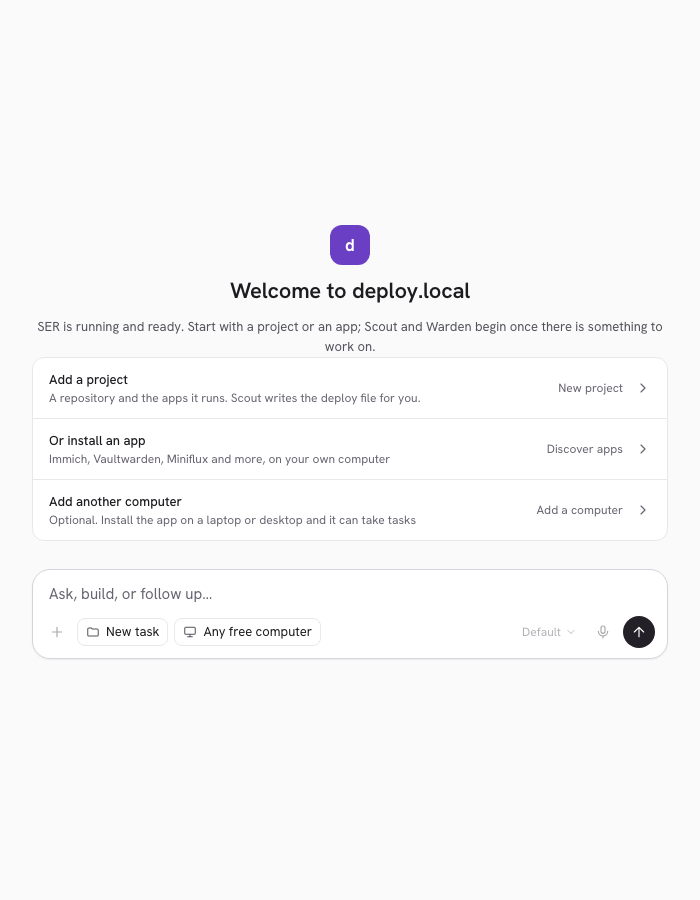 d
Welcome to deploy.local
SER is running and ready. Start with a project or an app; Scout and Warden begin once there is something to
work on.
Add a project
A repository and the apps it runs. Scout writes the deploy file for you.
New project
Or install an app
Immich, Vaultwarden, Miniflux and more, on your own computer
Discover apps
Add another computer
Optional. Install the app on a laptop or desktop and it can take tasks
Add a computer
Ask, build, or follow up...
New task
Any free computer
Default